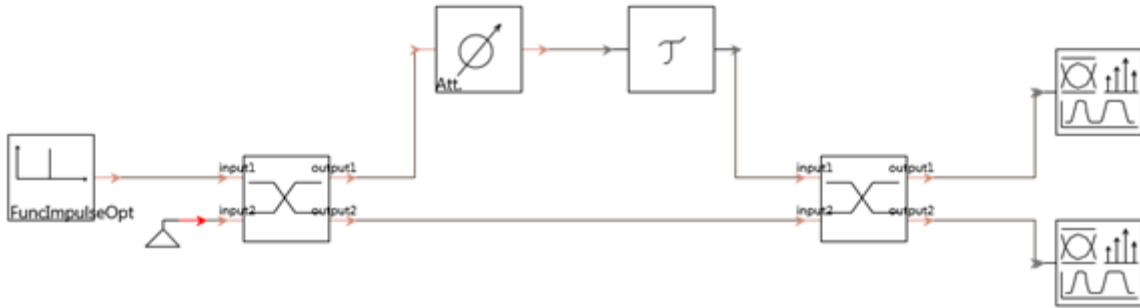 Att.
τ
input1
output1
input1
output1
FuncImpulseOpt
input2
output2
input2
output2